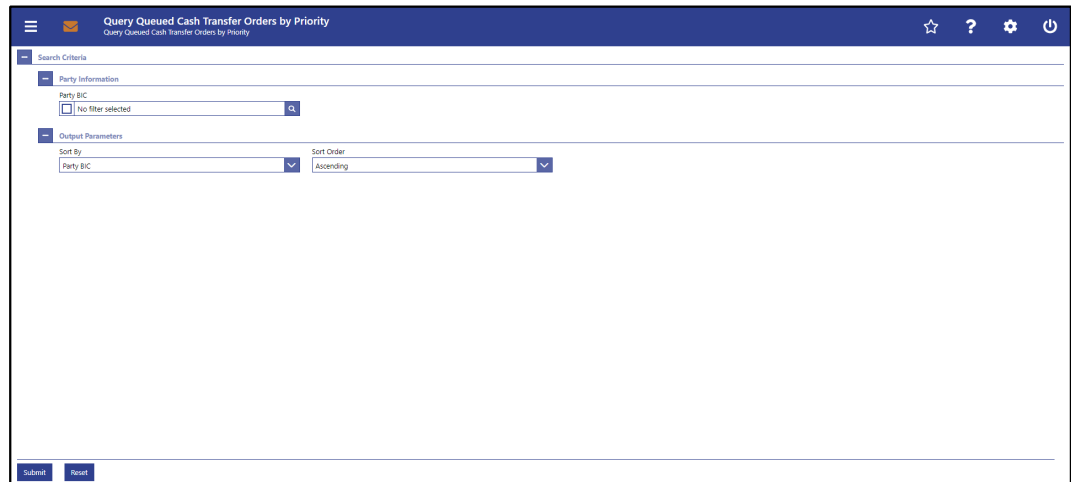 Query Queued Cash Transfer Orders by Priority
Query Queued Cash Transfer Orders by Priority
Search Criteria
Party Information
Party BIC
No filter selected
Output Parameters
Sort By Sort Order
Party BIC Ascending
Submit Reset